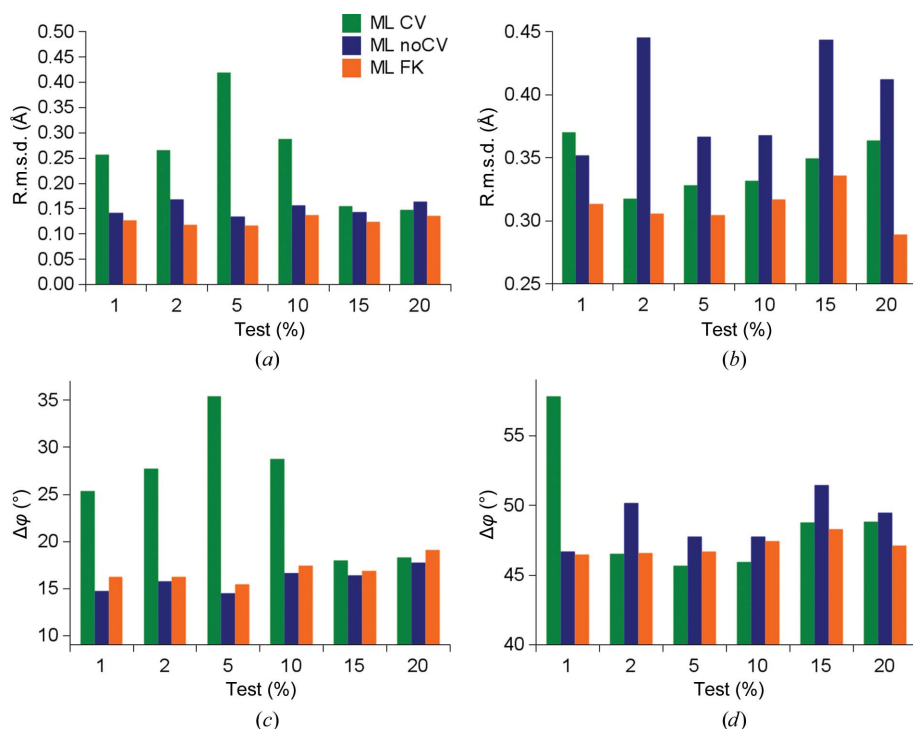 ML CV
ML noCV
ML FK
R.m.s.d. (Å)
0.50
0.45
0.40
0.35
0.30
0.25
0.20
0.15
0.10
0.05
0.00
1 2 5 10 15 20
Test (%)
(a)
R.m.s.d. (Å)
0.45
0.40
0.35
0.30
0.25
1 2 5 10 15 20
Test (%)
(b)
Δφ (°)
35
30
25
20
15
10
1 2 5 10 15 20
Test (%)
(c)
Δφ (°)
55
50
45
40
1 2 5 10 15 20
Test (%)
(d)